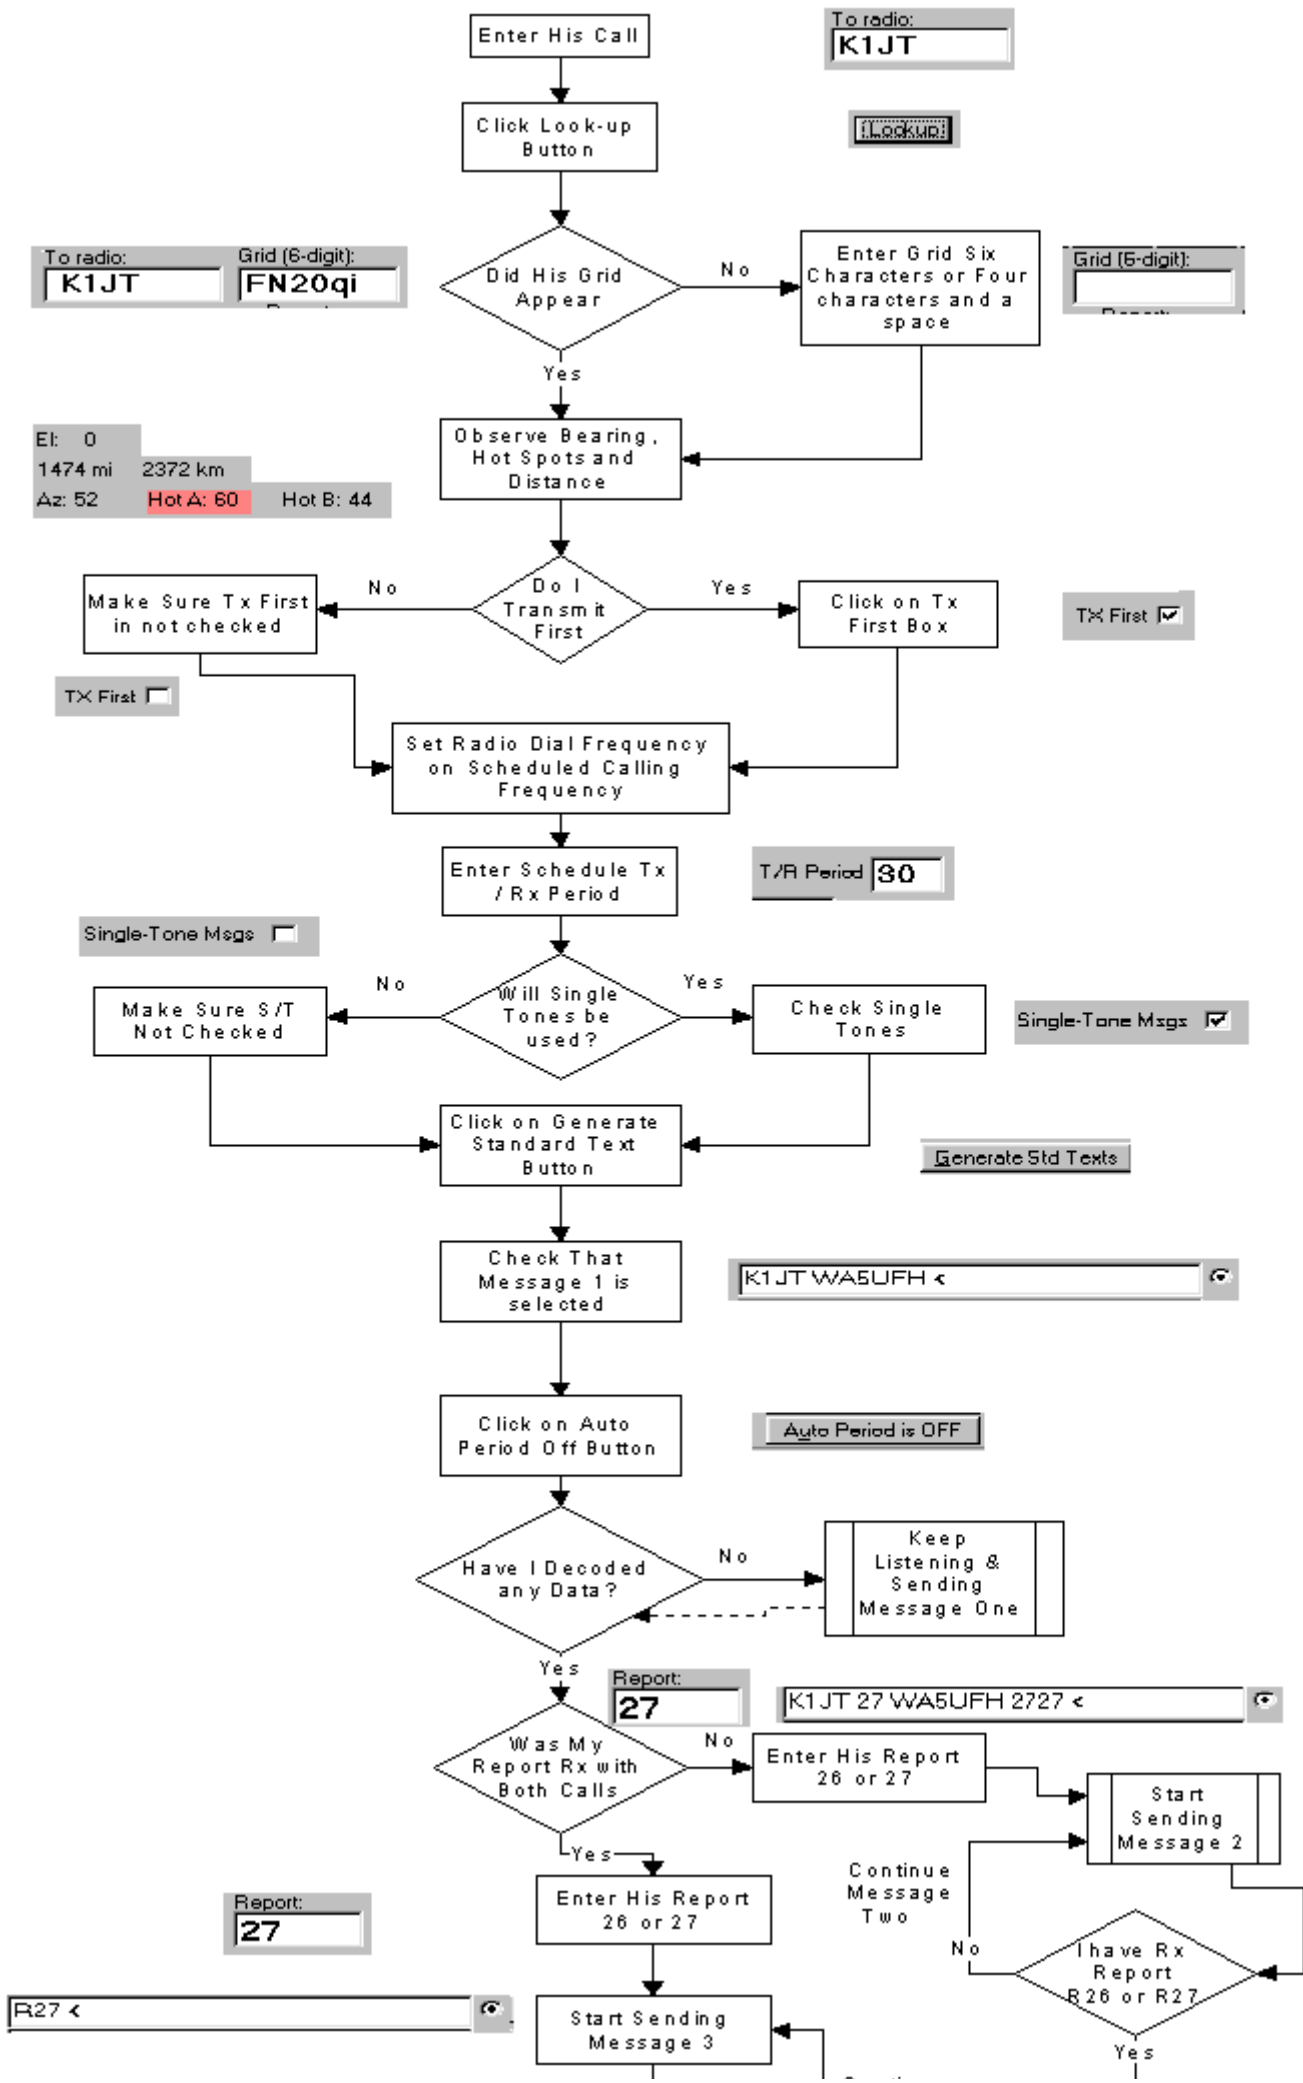 Enter His Call
To radio:
K1JT
Click Look-up
Button
Lookup
To radio:
K1JT
Grid (6-digit):
FN20qi
Did His Grid
Appear
No
Enter Grid Six
Characters or Four
characters and a
space
Grid (6-digit):
Yes
El: 0
1474 mi 2372 km
Az: 52 Hot A: 60 Hot B: 44
Observe Bearing,
Hot Spots and
Distance
Make Sure Tx First
in not checked
No
Do I
Transmit
First
Yes
Click on Tx
First Box
TX First
TX First
Set Radio Dial Frequency
on Scheduled Calling
Frequency
Enter Schedule Tx
/ Rx Period
T/R Period 30
Single-Tone Msgs
Make Sure S/T
Not Checked
No
Will Single
Tones be
used?
Yes
Check Single
Tones
Single-Tone Msgs
Click on Generate
Standard Text
Button
Generate Std Texts
Check That
Message 1 is
selected
K1JT WA5UFH <
Click on Auto
Period Off Button
Auto Period is OFF
Have I Decoded
any Data?
No
Keep
Listening &
Sending
Message One
Yes
Report:
27
K1JT 27 WA5UFH 2727 <
Was My
Report Rx with
Both Calls
No
Enter His Report
26 or 27
Start
Sending
Message 2
Yes
Continue
Message
Two
Report:
27
Enter His Report
26 or 27
No
I have Rx
Report
R26 or R27
R27 <
Start Sending
Message 3
Yes